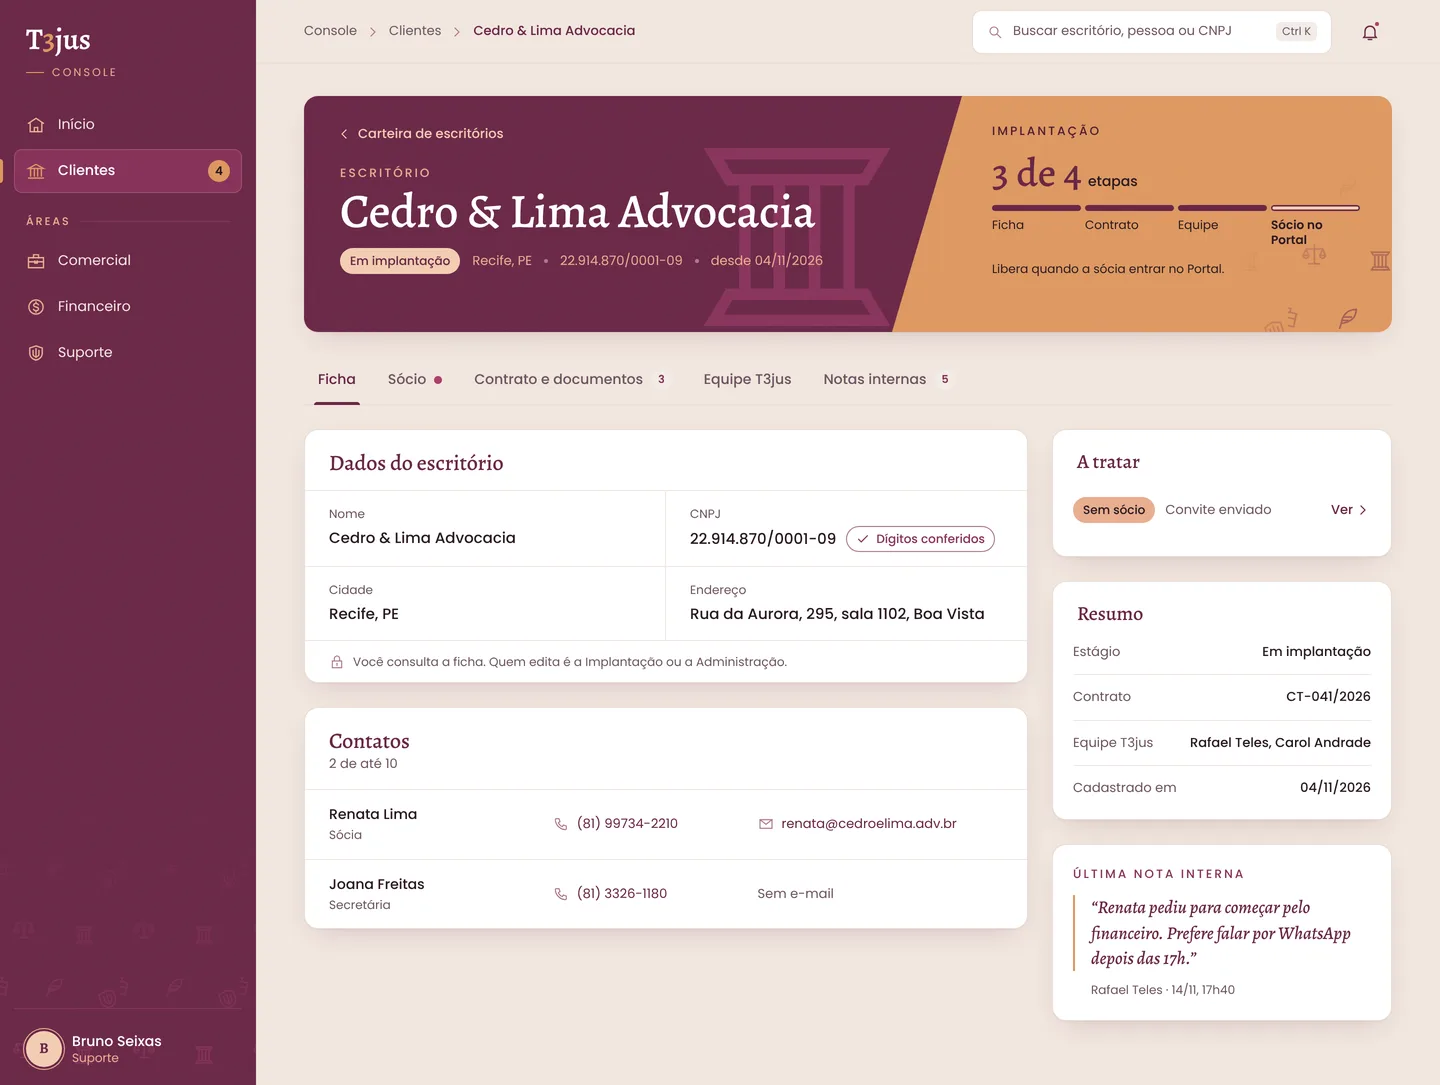 T3jus
CONSOLE
Início
Clientes 4
ÁREAS
Comercial
Financeiro
Suporte
B
Bruno Seixas
Suporte
Console > Clientes > Cedro & Lima Advocacia
Buscar escritório, pessoa ou CNPJ Ctrl K
Carteira de escritórios
ESCRITÓRIO
Cedro & Lima Advocacia
Em implantação Recife, PE • 22.914.870/0001-09 • desde 04/11/2026
IMPLANTAÇÃO
3 de 4 etapas
Ficha Contrato Equipe Sócio no
Portal
Libera quando a sócia entrar no Portal.
Ficha Sócio Contrato e documentos 3 Equipe T3jus Notas internas 5
Dados do escritório
Nome
Cedro & Lima Advocacia
CNPJ
22.914.870/0001-09 Dígitos conferidos
Cidade
Recife, PE
Endereço
Rua da Aurora, 295, sala 1102, Boa Vista
Você consulta a ficha. Quem edita é a Implantação ou a Administração.
Contatos
2 de até 10
Renata Lima
Sócia
(81) 99734-2210
renata@cedroelima.adv.br
Joana Freitas
Secretária
(81) 3326-1180
Sem e-mail
A tratar
Sem sócio Convite enviado Ver
Resumo
Estágio Em implantação
Contrato CT-041/2026
Equipe T3jus Rafael Teles, Carol Andrade
Cadastrado em 04/11/2026
ÚLTIMA NOTA INTERNA
“Renata pediu para começar pelo
financeiro. Prefere falar por WhatsApp
depois das 17h.”
Rafael Teles · 14/11, 17h40